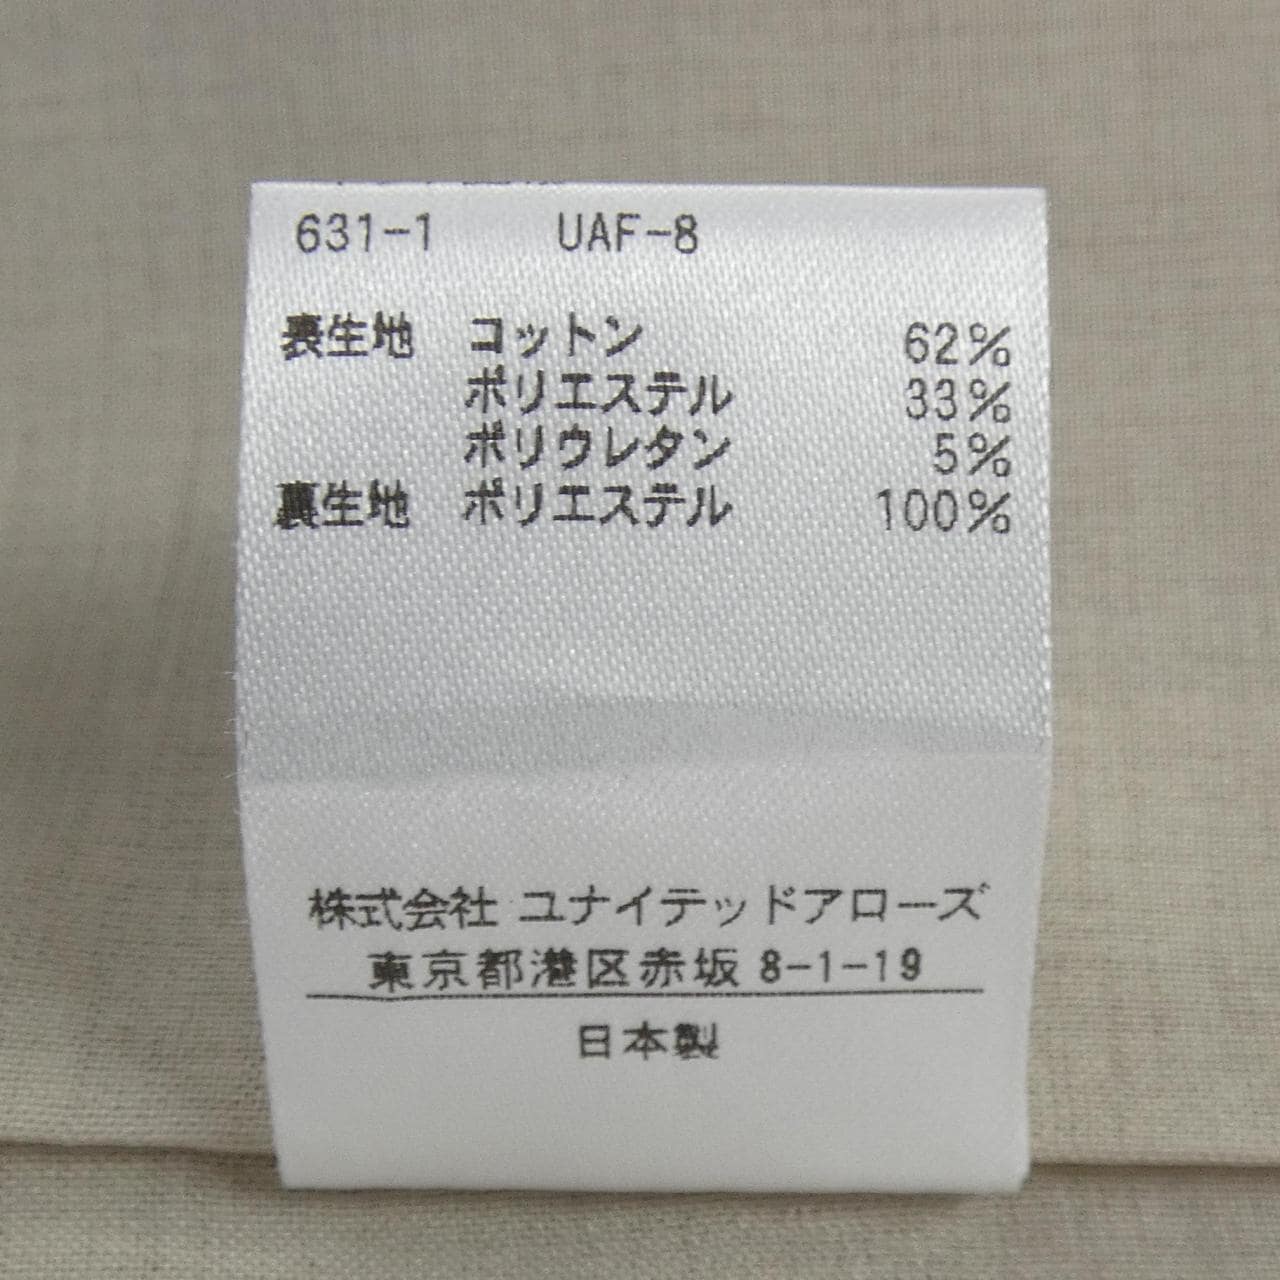 631-1 UAF-8
表生地 コットン 62%
ポリエステル 33%
ポリウレタン 5%
裏生地 ポリエステル 100%
株式会社 ユナイテッドアローズ
東京都港区赤坂 8-1-19
日本製